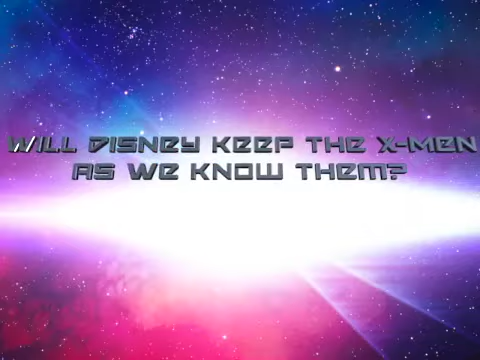 WILL DISNEY KEEP THE X-MEN
AS WE KNOW THEM?